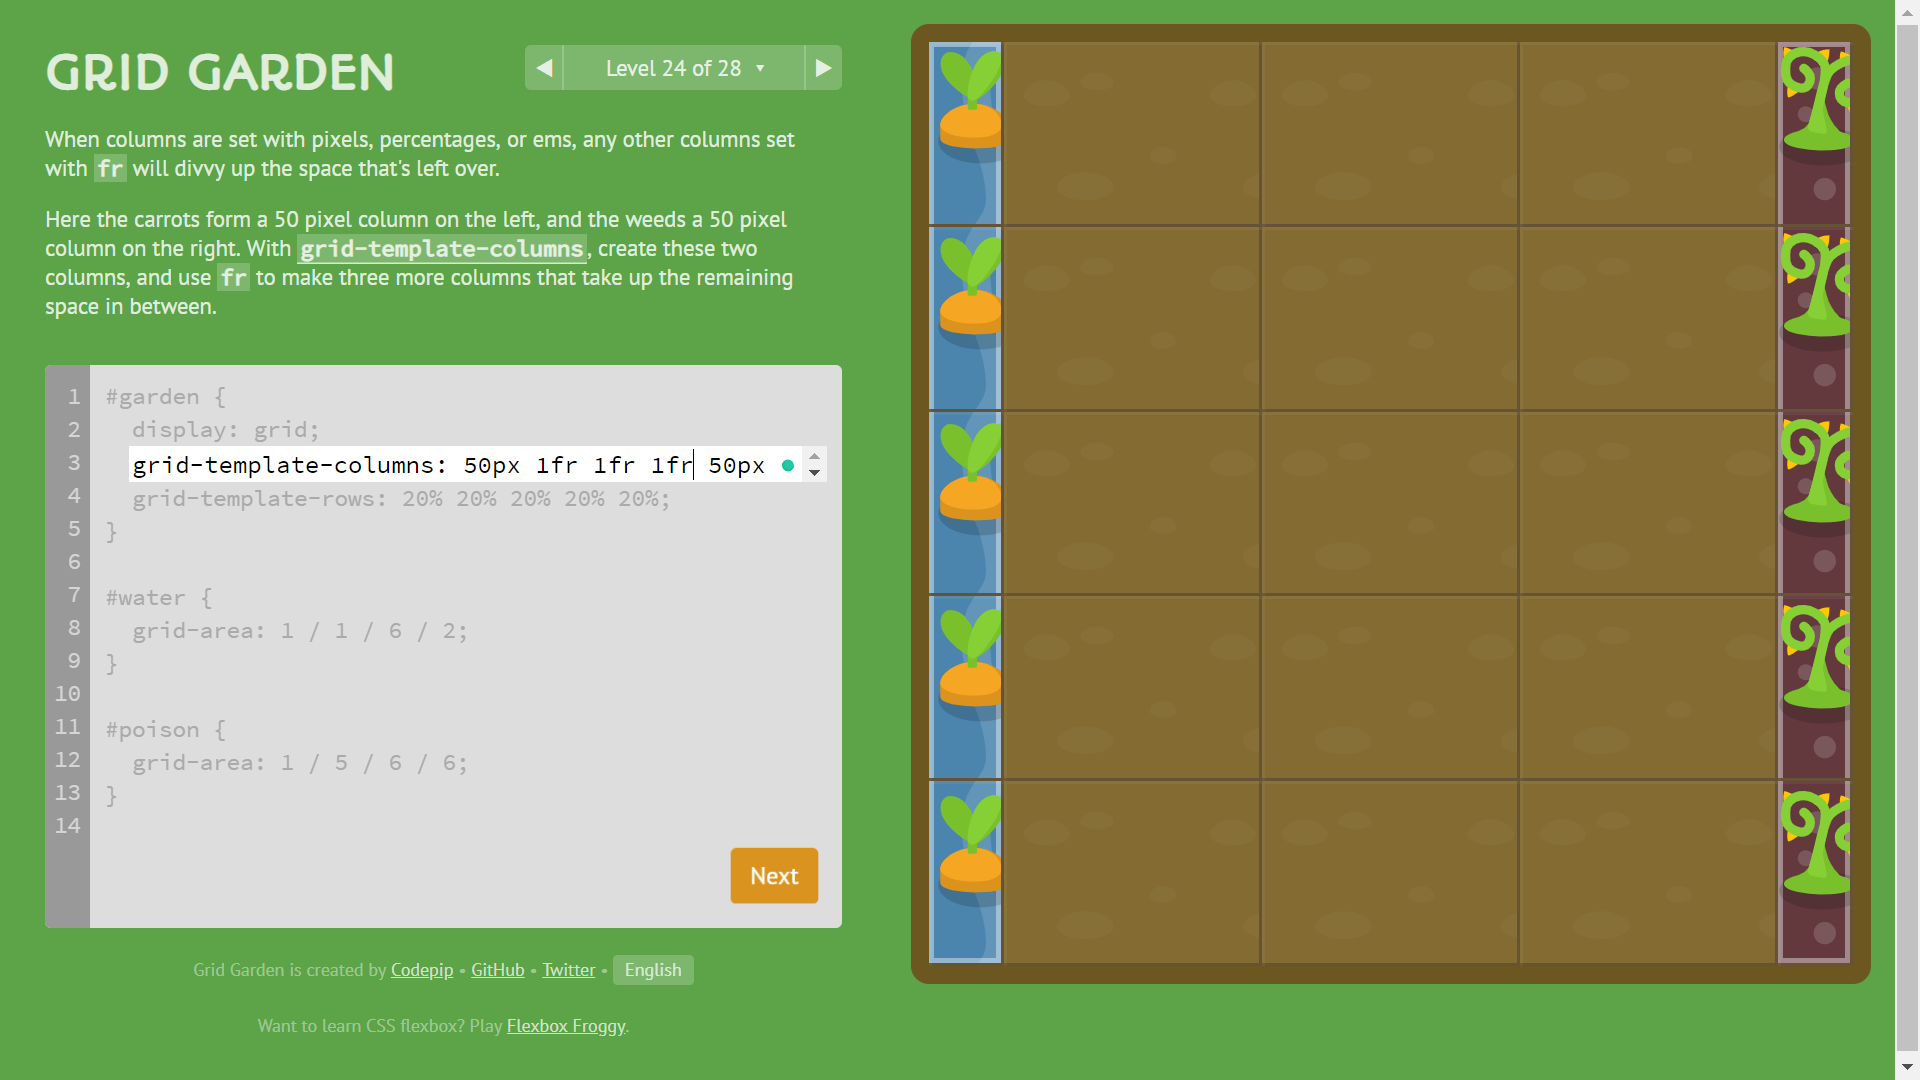 GRID GARDEN
◀ Level 24 of 28 ▼ ▶
When columns are set with pixels, percentages, or ems, any other columns set
with fr will divvy up the space that's left over.
Here the carrots form a 50 pixel column on the left, and the weeds a 50 pixel
column on the right. With grid-template-columns, create these two
columns, and use fr to make three more columns that take up the remaining
space in between.
1 #garden {
2 display: grid;
3 grid-template-columns: 50px 1fr 1fr 1fr 50px
4 grid-template-rows: 20% 20% 20% 20% 20%;
5 }
6
7 #water {
8 grid-area: 1 / 1 / 6 / 2;
9 }
10
11 #poison {
12 grid-area: 1 / 5 / 6 / 6;
13 }
14
Next
Grid Garden is created by Codepip • GitHub • Twitter • English
Want to learn CSS flexbox? Play Flexbox Froggy.